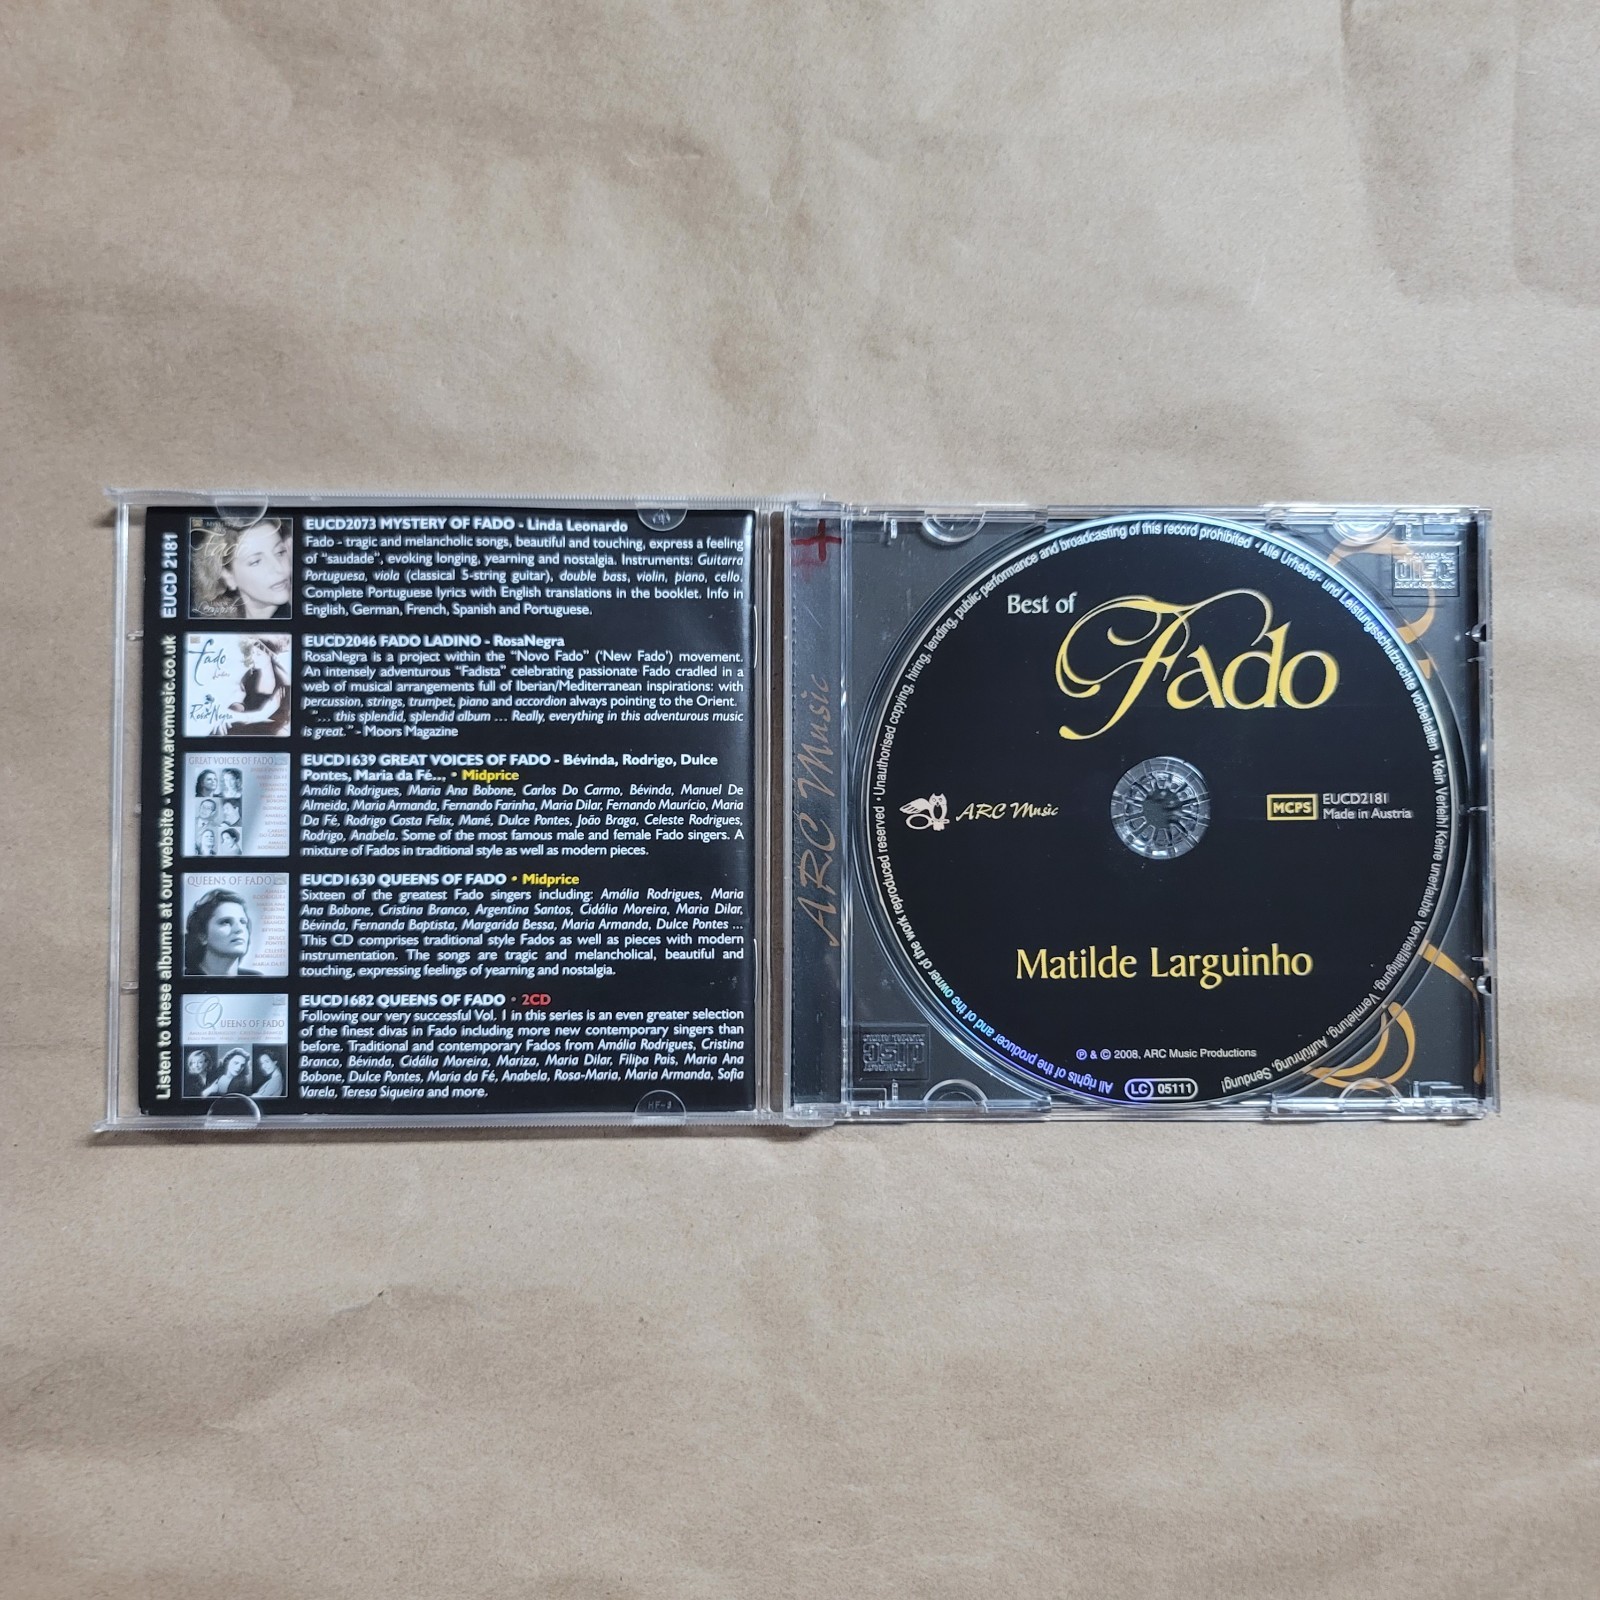 EUCD 2181
Listen to these albums at our website - www.arcmusic.co.uk
EUCD2073 MYSTERY OF FADO - Linda Leonardo
Fado - tragic and melancholic songs, beautiful and touching, express a feeling
of "saudade", evoking longing, yearning and nostalgia. Instruments: Guitarra
Portuguesa, viola (classical 5-string guitar), double bass, violin, piano, cello.
Complete Portuguese lyrics with English translations in the booklet. Info in
English, German, French, Spanish and Portuguese.
Fado
RosaNegra
EUCD2046 FADO LADINO - RosaNegra
RosaNegra is a project within the "Novo Fado" ('New Fado') movement.
An intensely adventurous "Fadista" celebrating passionate Fado cradled in a
web of musical arrangements full of Iberian/Mediterranean inspirations: with
percussion, strings, trumpet, piano and accordion always pointing to the Orient.
"... this splendid, splendid album ... Really, everything in this adventurous music
is great." - Moors Magazine
GREAT VOICES OF FADO
EUCD1639 GREAT VOICES OF FADO - Bévinda, Rodrigo, Dulce
Pontes, Maria da Fé... • Midprice
Amália Rodrigues, Maria Ana Bobone, Carlos Do Carmo, Bévinda, Manuel De
Almeida, Maria Armanda, Fernando Farinha, Maria Dilar, Fernando Maurício, Maria
Da Fé, Rodrigo Costa Felix, Mané, Dulce Pontes, João Braga, Celeste Rodrigues,
Rodrigo, Anabela. Some of the most famous male and female Fado singers. A
mixture of Fados in traditional style as well as modern pieces.
QUEENS OF FADO
EUCD1630 QUEENS OF FADO • Midprice
Sixteen of the greatest Fado singers including: Amália Rodrigues, Maria
Ana Bobone, Cristina Branco, Argentina Santos, Cidália Moreira, Maria Dilar,
Bévinda, Fernanda Baptista, Margarida Bessa, Maria Armanda, Dulce Pontes ...
This CD comprises traditional style Fados as well as pieces with modern
instrumentation. The songs are tragic and melancholical, beautiful and
touching, expressing feelings of yearning and nostalgia.
QUEENS OF FADO
EUCD1682 QUEENS OF FADO • 2CD
Following our very successful Vol. 1 in this series is an even greater selection
of the finest divas in Fado including more new contemporary singers than
before. Traditional and contemporary Fados from Amália Rodrigues, Cristina
Branco, Bévinda, Cidália Moreira, Mariza, Maria Dilar, Filipa Pais, Maria Ana
Bobone, Dulce Pontes, Maria da Fé, Anabela, Rosa-Maria, Maria Armanda, Sofia
Varela, Teresa Siqueira and more.
ARC Music
Best of
Fado
ARC Music
MCPS
EUCD2181
Made in Austria
Matilde Larguinho
℗ & © 2008, ARC Music Productions
LC 05111
All rights of the producer and of the owner of the work reproduced reserved • Unauthorised copying, hiring, lending, public performance and broadcasting of this record prohibited • Alle Urheber- und Leistungsschutzrechte vorbehalten • Kein Verleih! Keine unerlaubte Vervielfältigung, Vermietung, Aufführung, Sendung!
COMPACT
disc